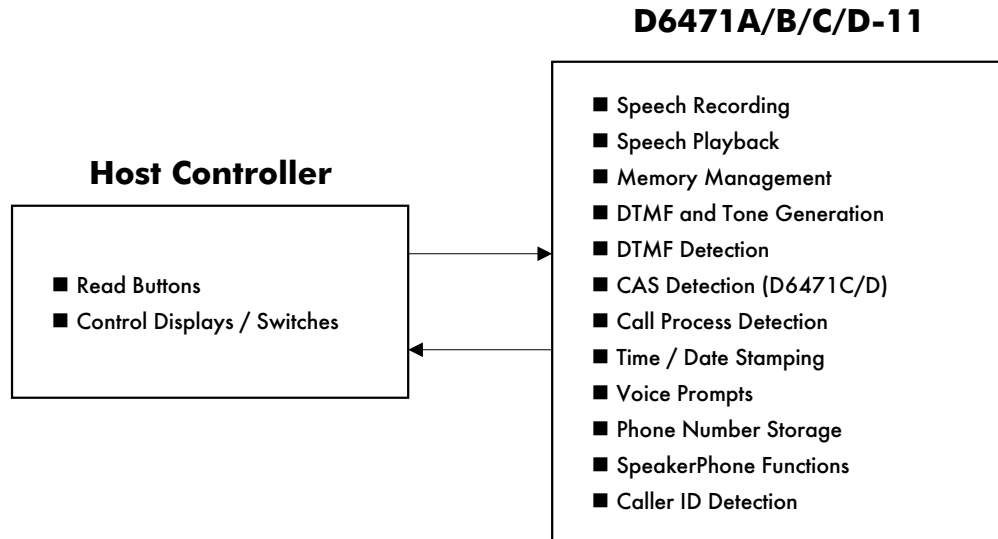 D6471A/B/C/D-11
■ Speech Recording
■ Speech Playback
■ Memory Management
■ DTMF and Tone Generation
■ DTMF Detection
■ CAS Detection (D6471C/D)
■ Call Process Detection
■ Time / Date Stamping
■ Voice Prompts
■ Phone Number Storage
■ SpeakerPhone Functions
■ Caller ID Detection
Host Controller
■ Read Buttons
■ Control Displays / Switches